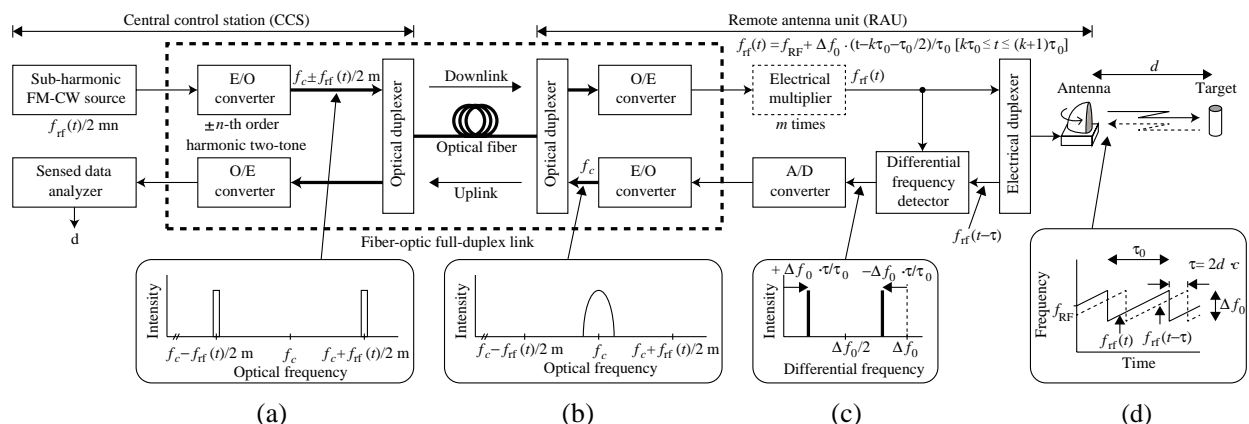 Central control station (CCS)
Remote antenna unit (RAU)
f_rf(t) = f_RF + Δf_0 · (t−kτ_0−τ_0/2)/τ_0 [kτ_0 ≤ t ≤ (k+1)τ_0]
Sub-harmonic
FM-CW source
f_rf(t)/2 mn
E/O
converter
±n-th order
harmonic two-tone
f_c ± f_rf(t)/2 m
Optical duplexer
Downlink
Optical fiber
Uplink
Optical duplexer
O/E
converter
Electrical
multiplier
m times
f_rf(t)
Electrical duplexer
Antenna
d
Target
Sensed data
analyzer
d
O/E
converter
f_c
E/O
converter
A/D
converter
Differential
frequency
detector
f_rf(t−τ)
Fiber-optic full-duplex link
Intensity
f_c−f_rf(t)/2 m
f_c
f_c+f_rf(t)/2 m
Optical frequency
(a)
Intensity
f_c−f_rf(t)/2 m
f_c
f_c+f_rf(t)/2 m
Optical frequency
(b)
+Δf_0 · τ/τ_0
−Δf_0 · τ/τ_0
Intensity
Δf_0/2
Δf_0
Differential frequency
(c)
τ_0
τ=2d · c
Frequency
f_RF
Δf_0
f_rf(t)
f_rf(t−τ)
Time
(d)